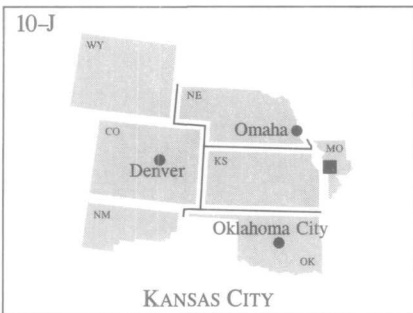 10–J
WY
NE
Omaha
CO
MO
Denver
KS
NM
Oklahoma City
OK
KANSAS CITY